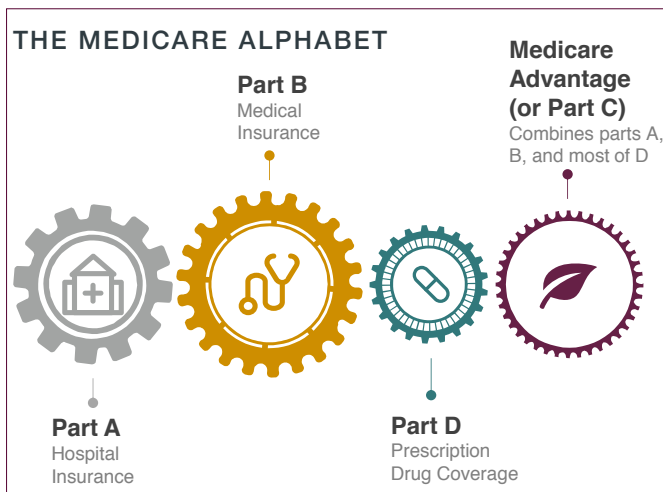 THE MEDICARE ALPHABET
Part B
Medical
Insurance
Medicare
Advantage
(or Part C)
Combines parts A,
B, and most of D
Part A
Hospital
Insurance
Part D
Prescription
Drug Coverage